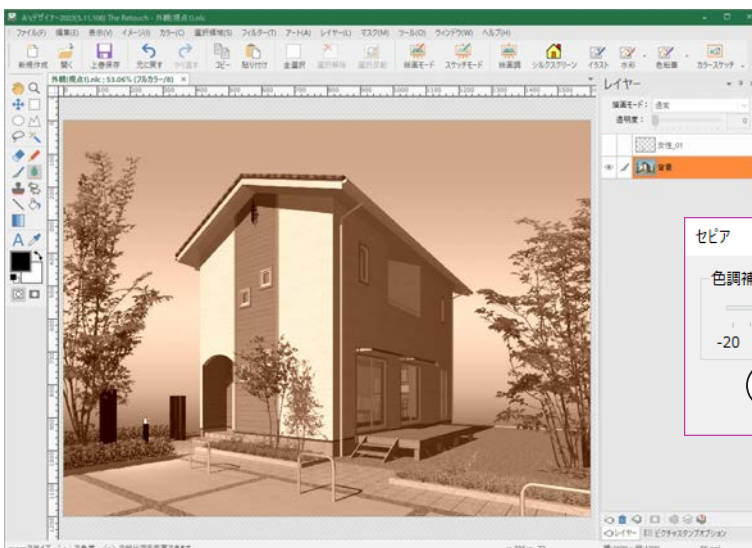 A'sデザイナー2023(5.11.108) The Retouch - 外観(視点1).nlc
ファイル(F) 編集(E) 表示(V) イメージ(I) カラー(C) 選択領域(S) フィルター(T) アート(A) レイヤー(L) マスク(M) ツール(O) ウィンドウ(W) ヘルプ(H)
新規作成 開く 上書保存 元に戻す やり直す コピー 貼り付け 全選択 選択解除 選択反転 線画モード スケッチモード 線画調 シルクスクリーン イラスト 水彩 色鉛筆 カラースケッチ
外観(視点1).nlc : 53.06% (フルカラー/8) ×
レイヤー
描画モード : 通常
透明度 : 0
女性_01
背景
セピア
色調補
-20
レイヤー ピクチャスタンプオプション